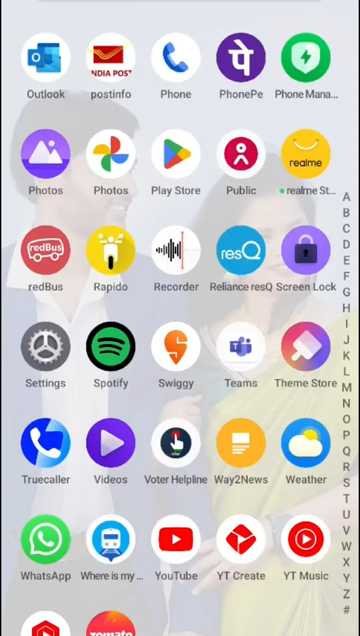 INDIA POST
पे
realme
Outlook
postinfo
Phone
PhonePe
Phone Mana...
Photos
Photos
Play Store
Public
realme St...
redBus
resQ
redBus
Rapido
Recorder
Reliance resQ
Screen Lock
Settings
Spotify
Swiggy
Teams
Theme Store
Truecaller
Videos
Voter Helpline
Way2News
Weather
WhatsApp
Where is my ...
YouTube
YT Create
YT Music
zomato
A
B
C
D
E
F
G
H
I
J
K
L
M
N
O
P
Q
R
S
T
U
V
W
X
Y
Z
#